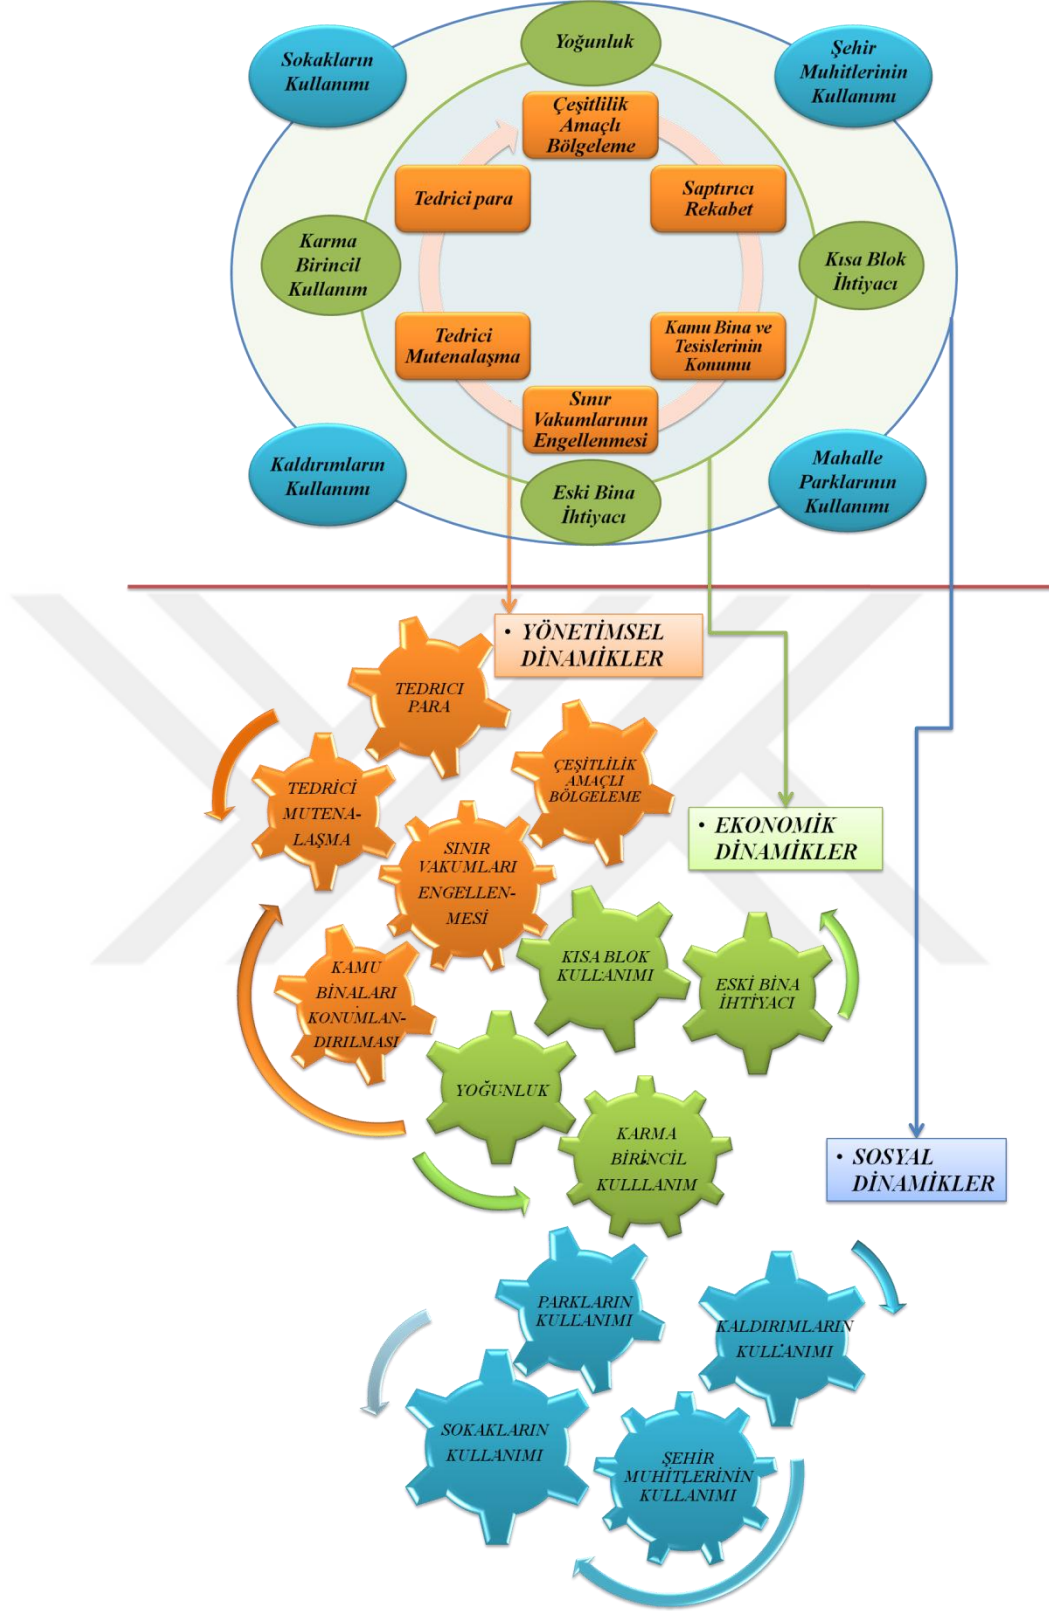 Yoğunluk
Sokakların
Kullanımı
Şehir
Muhitlerinin
Kullanımı
Çeşitlilik
Amaçlı
Bölgeleme
Tedrici para
Saptırıcı
Rekabet
Karma
Birincil
Kullanım
Kısa Blok
İhtiyacı
Tedrici
Mutenalaşma
Kamu Bina ve
Tesislerinin
Konumu
Sınır
Vakumlarının
Engellenmesi
Kaldırımların
Kullanımı
Mahalle
Parklarının
Kullanımı
Eski Bina
İhtiyacı
• YÖNETİMSEL
DİNAMİKLER
TEDRICI
PARA
ÇEŞİTLİLİK
AMAÇLI
BÖLGELEME
TEDRİCİ
MUTENA-
LAŞMA
• EKONOMİK
DİNAMİKLER
SINIR
VAKUMLARI
ENGELLEN-
MESİ
KISA BLOK
KULLANIMI
ESKİ BİNA
İHTİYACI
KAMU
BİNALARI
KONUMLAN-
DIRILMASI
YOĞUNLUK
KARMA
BİRİNCİL
KULLLANIM
• SOSYAL
DİNAMİKLER
PARKLARIN
KULLANIMI
KALDIRIMLARIN
KULLANIMI
SOKAKLARIN
KULLANIMI
ŞEHİR
MUHİTLERİNİN
KULLANIMI